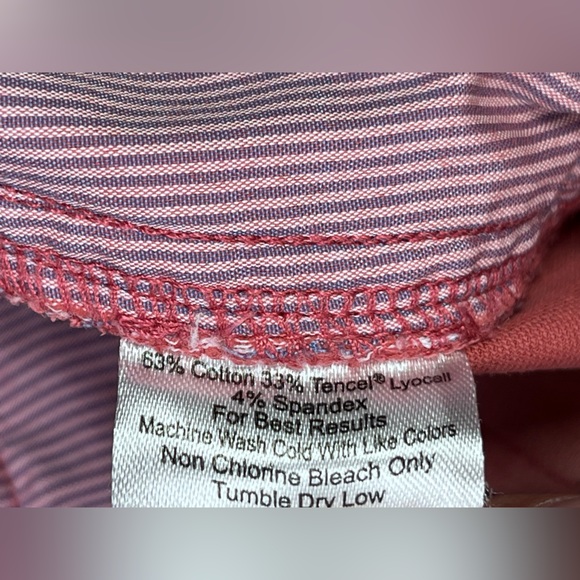 63% Cotton 33% Tencel® Lyocell
4% Spandex
For Best Results
Machine Wash Cold With Like Colors
Non Chlorine Bleach Only
Tumble Dry Low